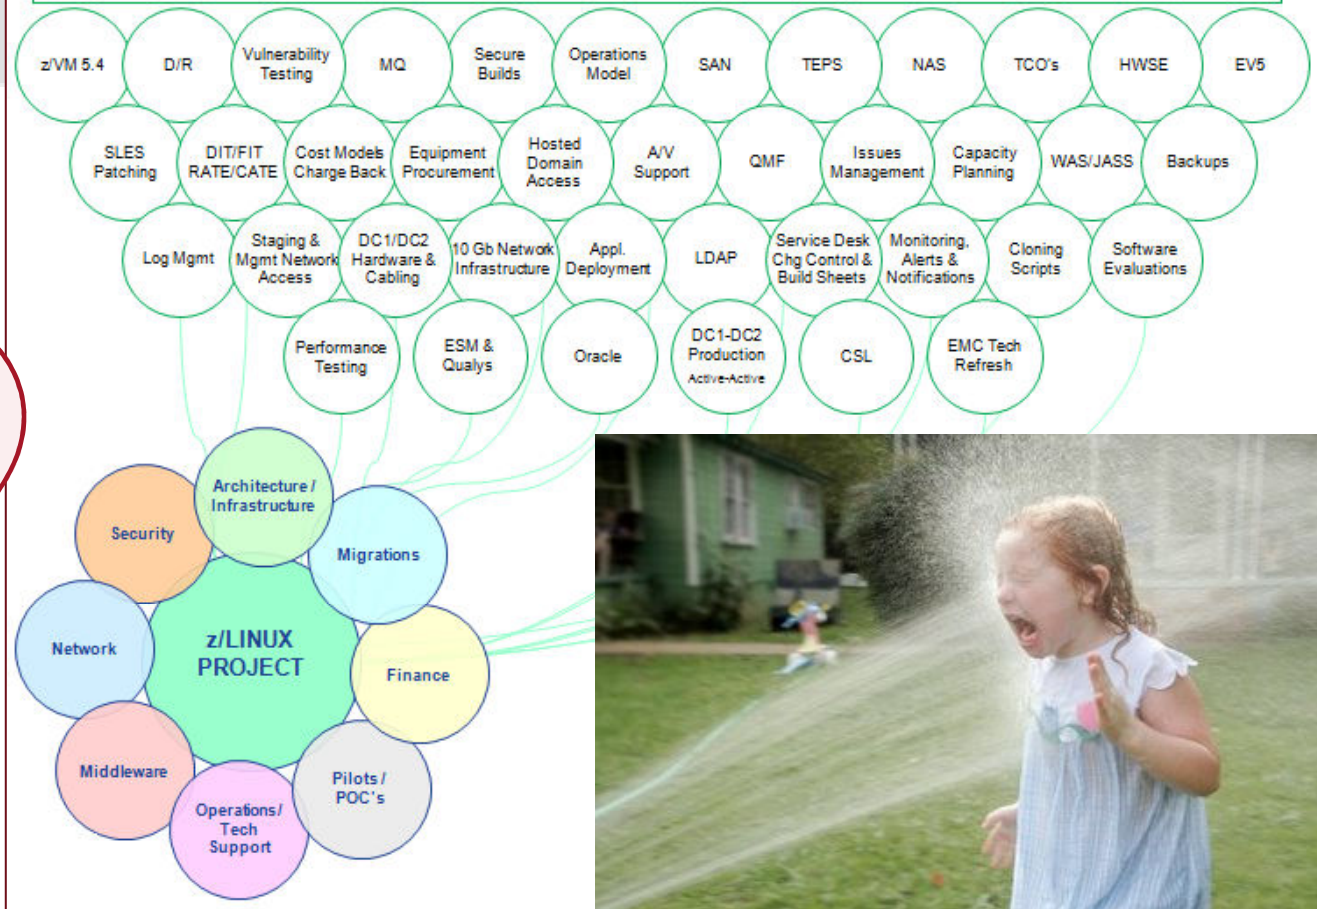 z/VM 5.4
D/R
Vulnerability
Testing
MQ
Secure
Builds
Operations
Model
SAN
TEPS
NAS
TCO's
HWSE
EV5
SLES
Patching
DIT/FIT
RATE/CATE
Cost Models
Charge Back
Equipment
Procurement
Hosted
Domain
Access
A/V
Support
QMF
Issues
Management
Capacity
Planning
WAS/JASS
Backups
Log Mgmt
Staging &
Mgmt Network
Access
DC1/DC2
Hardware &
Cabling
10 Gb Network
Infrastructure
Appl.
Deployment
LDAP
Service Desk
Chg Control &
Build Sheets
Monitoring,
Alerts &
Notifications
Cloning
Scripts
Software
Evaluations
Performance
Testing
ESM &
Qualys
Oracle
DC1-DC2
Production
Active-Active
CSL
EMC Tech
Refresh
Architecture /
Infrastructure
Security
Migrations
Network
z/LINUX
PROJECT
Finance
Middleware
Pilots /
POC's
Operations/
Tech
Support